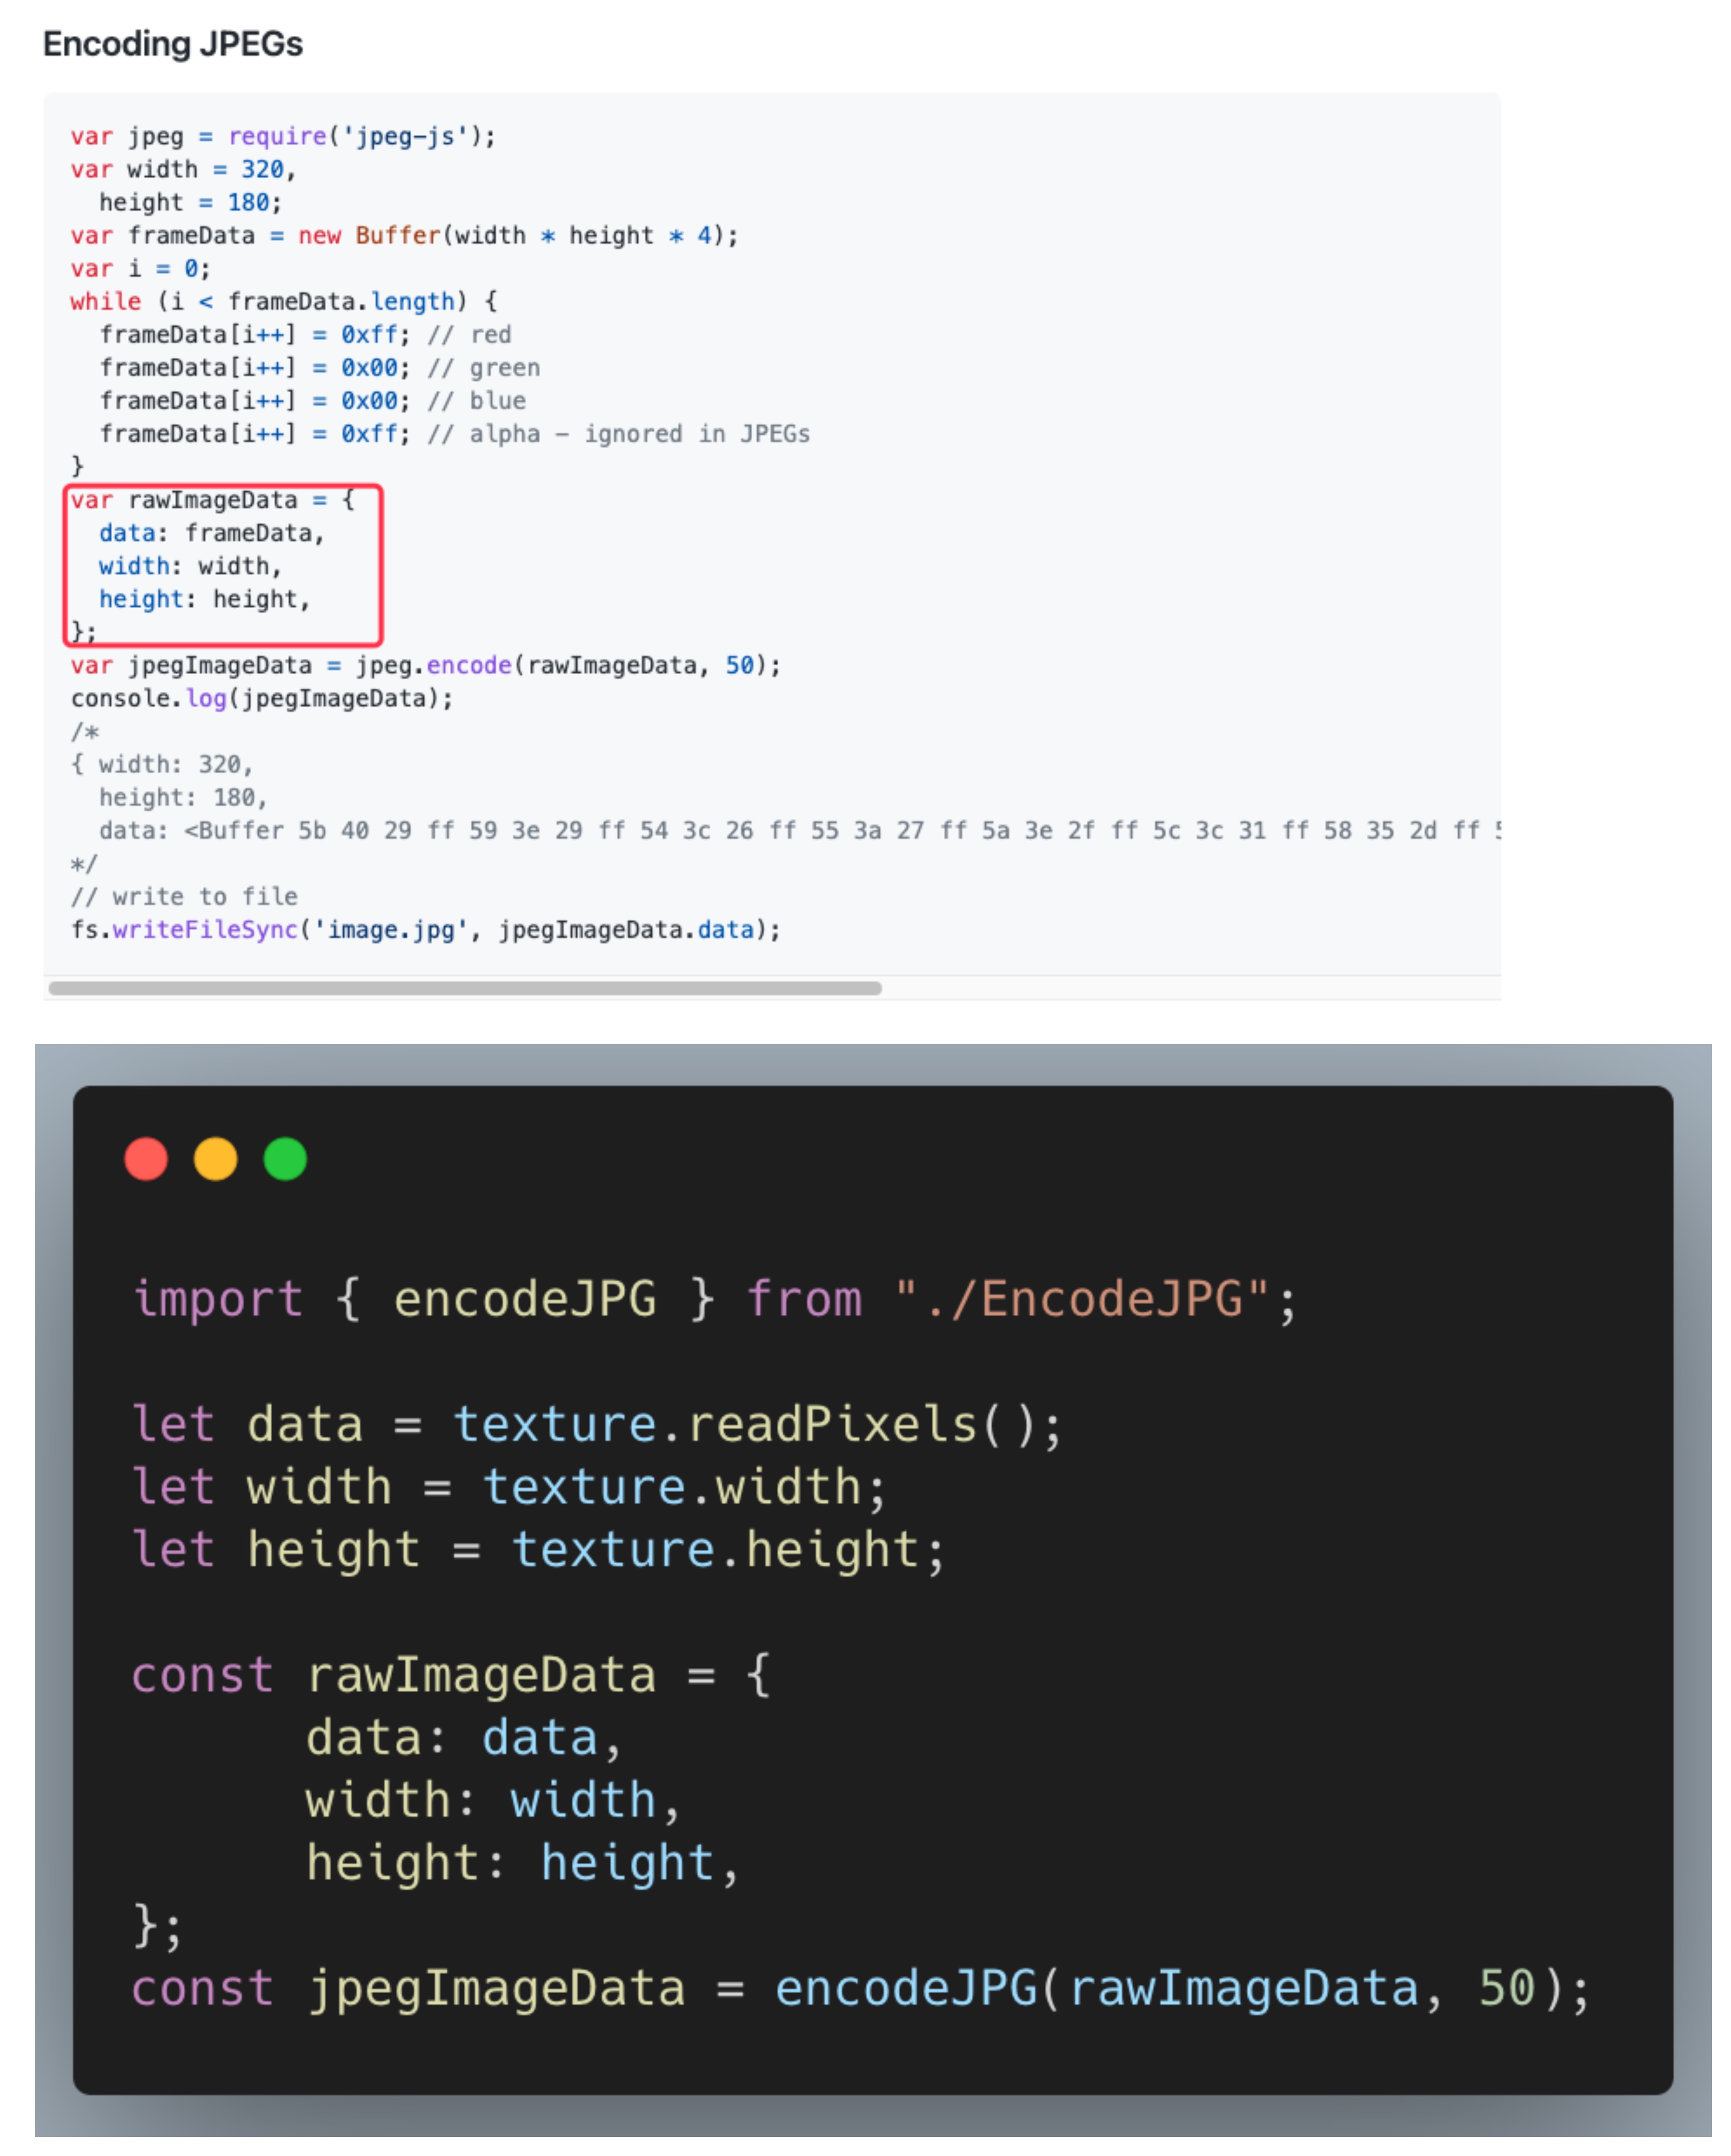 Encoding JPEGs
var jpeg = require('jpeg-js');
var width = 320,
  height = 180;
var frameData = new Buffer(width * height * 4);
var i = 0;
while (i < frameData.length) {
  frameData[i++] = 0xff; // red
  frameData[i++] = 0x00; // green
  frameData[i++] = 0x00; // blue
  frameData[i++] = 0xff; // alpha - ignored in JPEGs
}
var rawImageData = {
  data: frameData,
  width: width,
  height: height,
};
var jpegImageData = jpeg.encode(rawImageData, 50);
console.log(jpegImageData);
/*
{ width: 320,
  height: 180,
  data: <Buffer 5b 40 29 ff 59 3e 29 ff 54 3c 26 ff 55 3a 27 ff 5a 3e 2f ff 5c 3c 31 ff 58 35 2d ff
*/
// write to file
fs.writeFileSync('image.jpg', jpegImageData.data);
import { encodeJPG } from "./EncodeJPG";
let data = texture.readPixels();
let width = texture.width;
let height = texture.height;
const rawImageData = {
      data: data,
      width: width,
      height: height,
};
const jpegImageData = encodeJPG(rawImageData, 50);